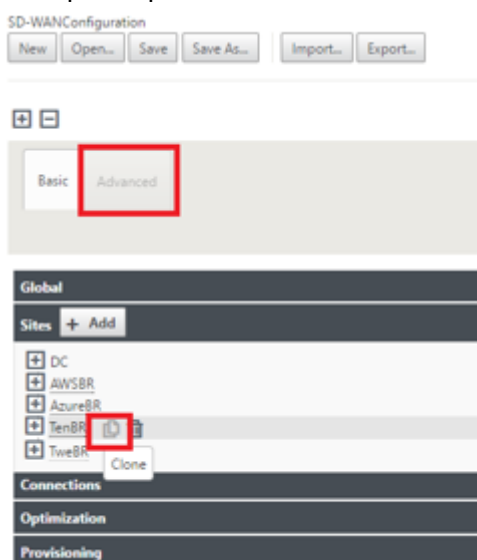 SD-WANConfiguration
New Open... Save Save As... Import... Export...
Basic Advanced
Global
Sites + Add
DC
AWSBR
AzureBR
TenBR
TweBR
Clone
Connections
Optimization
Provisioning